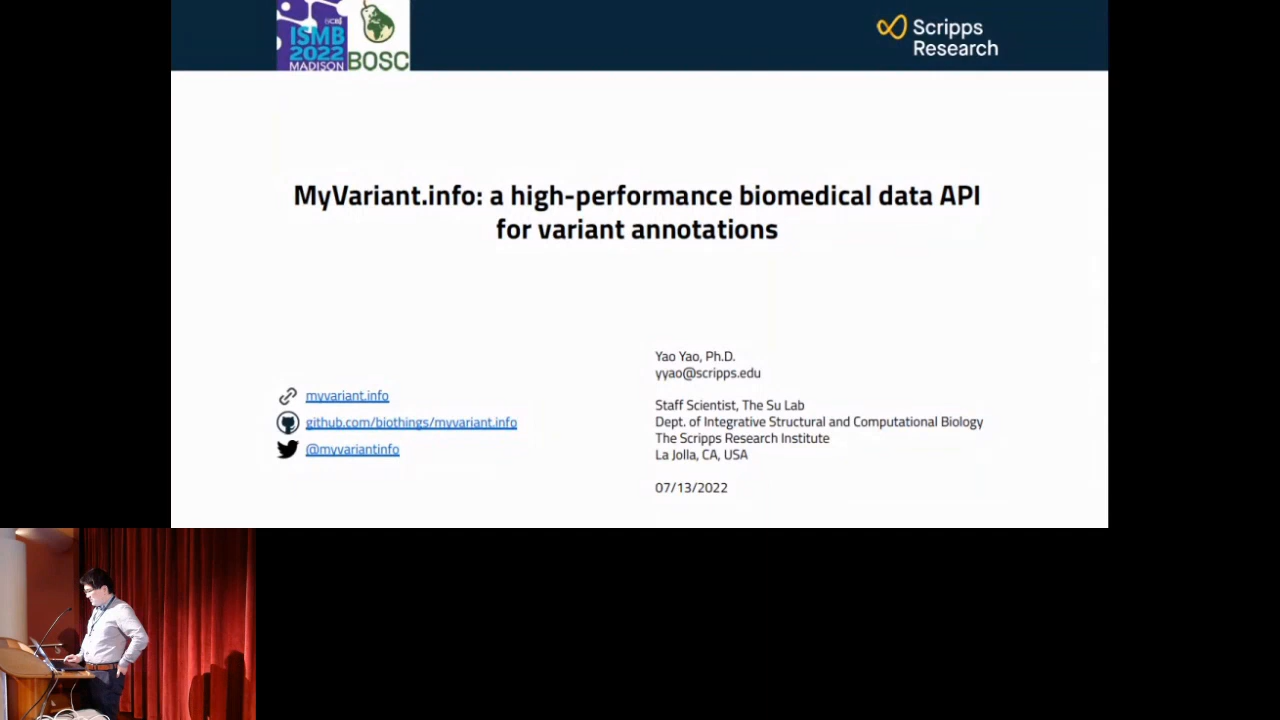 ISCB
ISMB
2022
MADISON
BOSC
Scripps
Research
MyVariant.info: a high-performance biomedical data API
for variant annotations
myvariant.info
github.com/biothings/myvariant.info
@myvariantinfo
Yao Yao, Ph.D.
yyao@scripps.edu
Staff Scientist, The Su Lab
Dept. of Integrative Structural and Computational Biology
The Scripps Research Institute
La Jolla, CA, USA
07/13/2022